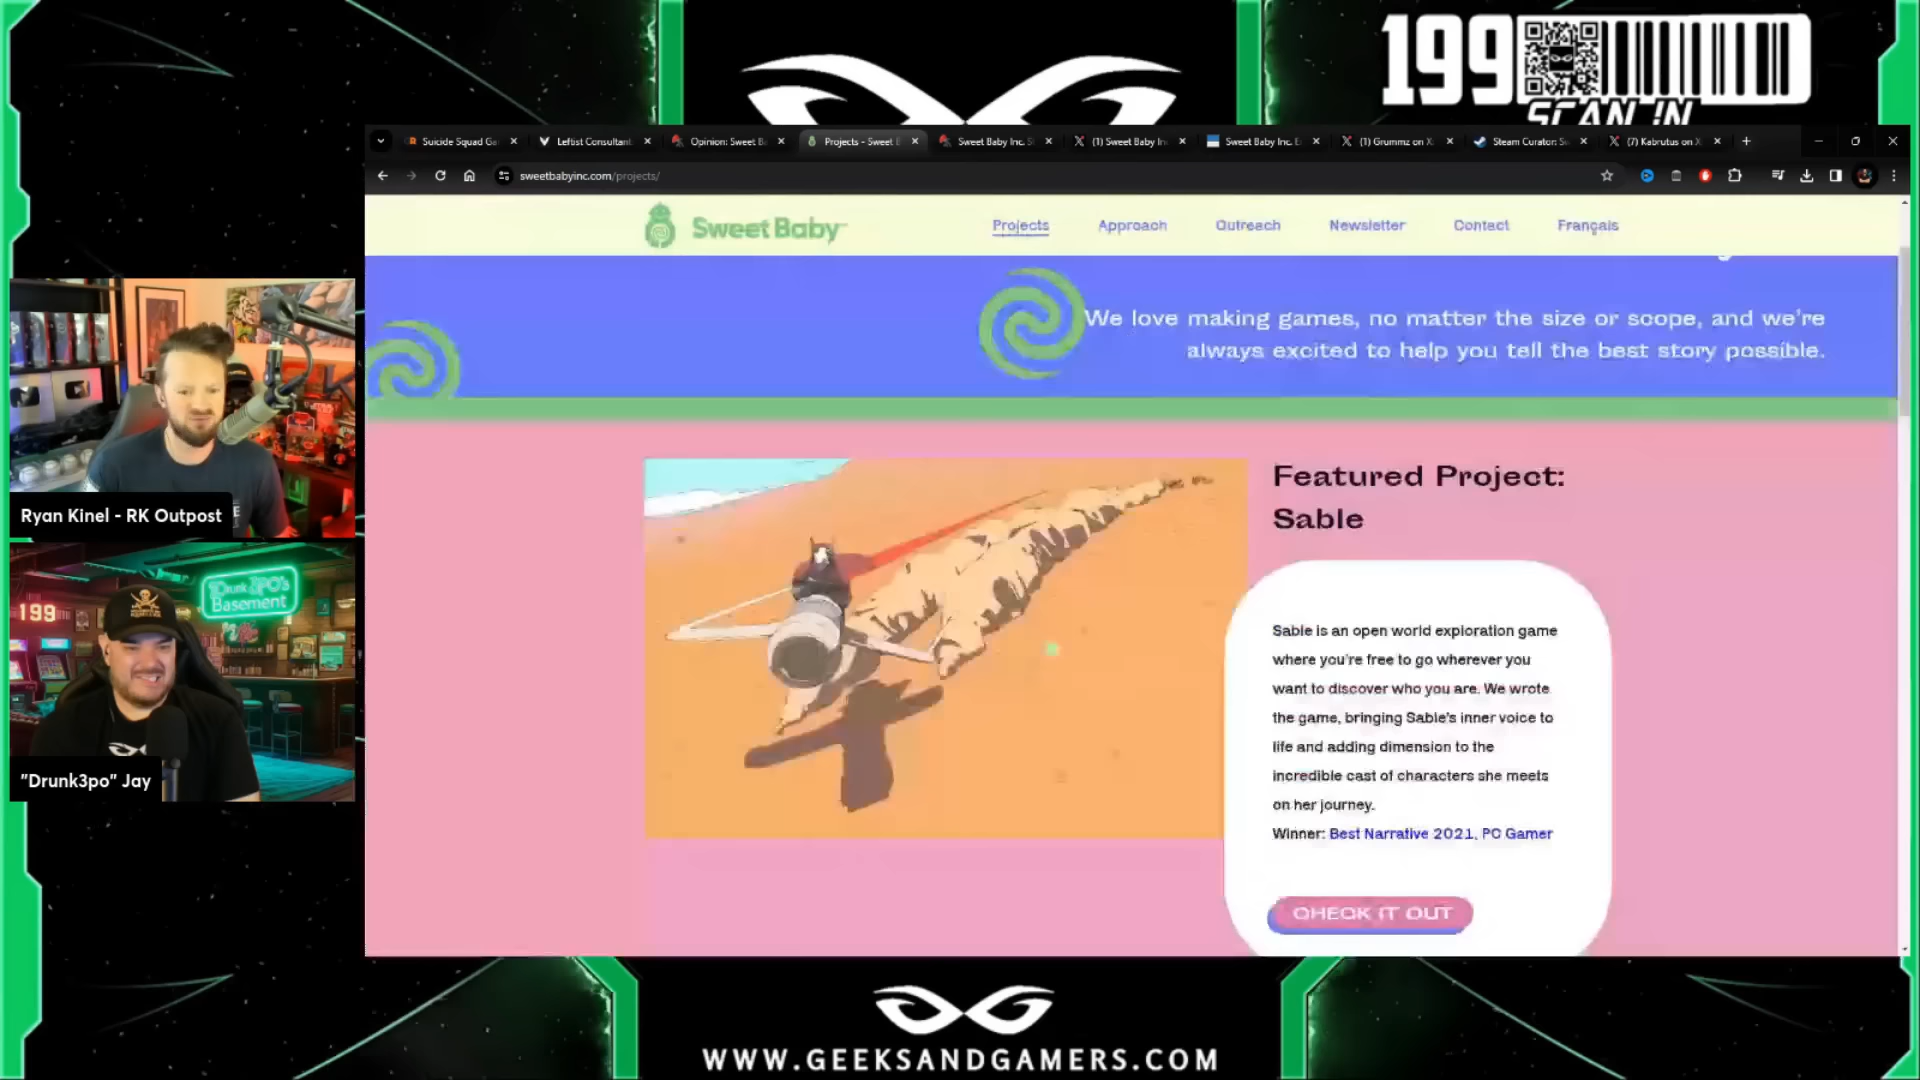 199
SCAN IN
Suicide Squad Ga
Leftist Consultant
Opinion: Sweet Ba
Projects - Sweet B
Sweet Baby Inc. S
(1) Sweet Baby In
Sweet Baby Inc. E
(1) Grummz on X
Steam Curator: S
(7) Kabrutus on X
sweetbabyinc.com/projects/
Sweet Baby
Projects
Approach
Outreach
Newsletter
Contact
Français
We love making games, no matter the size or scope, and we're
always excited to help you tell the best story possible.
Ryan Kinel - RK Outpost
Featured Project:
Sable
Drunk 3PO's
Basement
199
Sable is an open world exploration game
where you're free to go wherever you
want to discover who you are. We wrote
the game, bringing Sable's inner voice to
life and adding dimension to the
incredible cast of characters she meets
on her journey.
Winner: Best Narrative 2021, PC Gamer
"Drunk3po" Jay
CHECK IT OUT
WWW.GEEKSANDGAMERS.COM